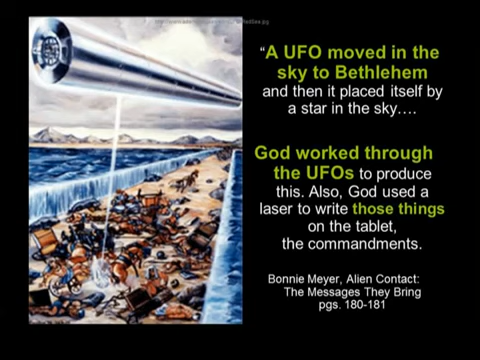 “A UFO moved in the
sky to Bethlehem
and then it placed itself by
a star in the sky….
God worked through
the UFOs to produce
this. Also, God used a
laser to write those things
on the tablet,
the commandments.
Bonnie Meyer, Alien Contact:
The Messages They Bring
pgs. 180-181